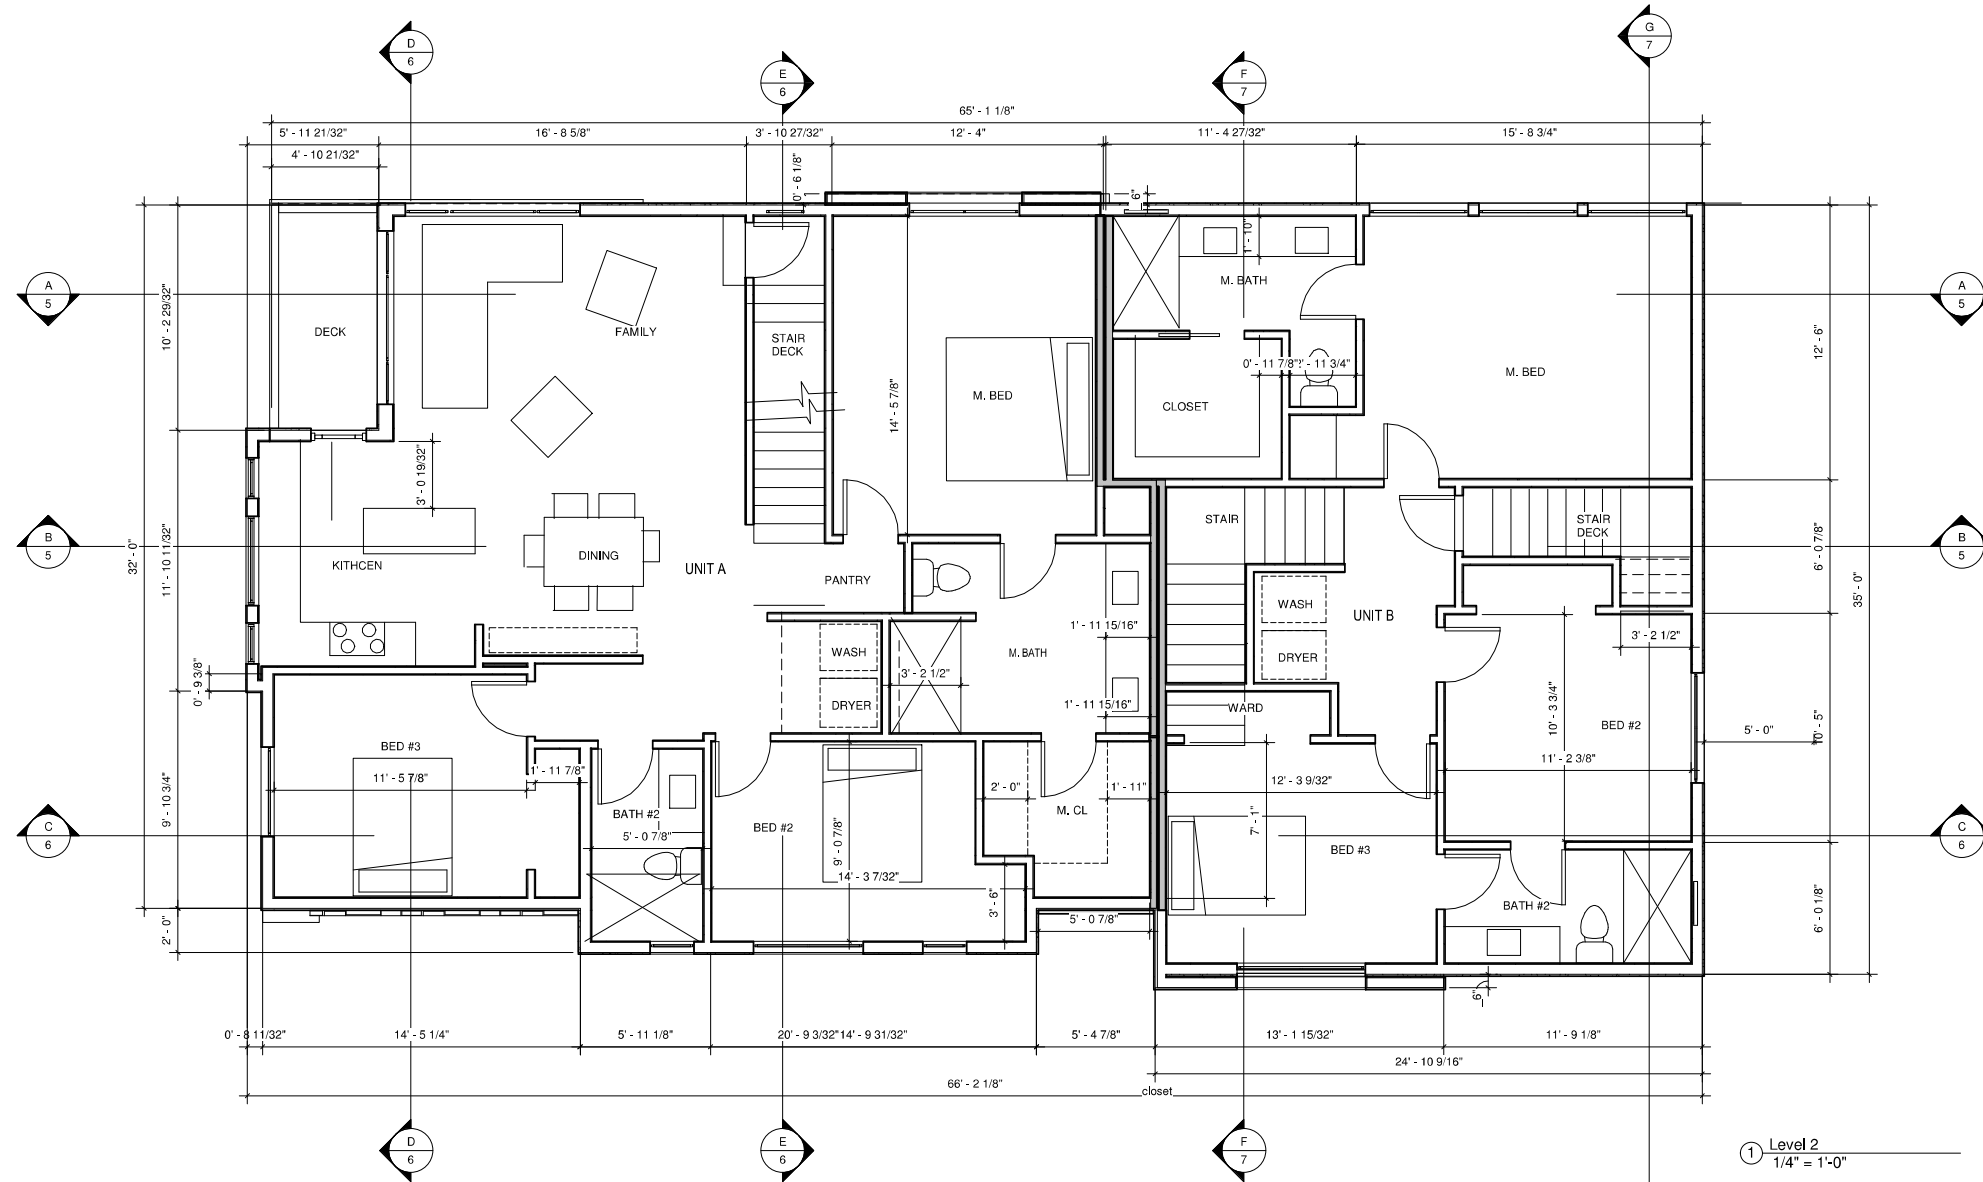 G
7
D
6
E
6
F
7
65' - 1 1/8"
5' - 11 21/32"
16' - 8 5/8"
3' - 10 27/32"
12' - 4"
11' - 4 27/32"
15' - 8 3/4"
4' - 10 21/32"
0' - 6 1/8"
6"
1' - 10"
A
5
A
5
M. BATH
10' - 2 29/32"
DECK
FAMILY
STAIR
DECK
12' - 6"
0' - 11 7/8"
M. BED
14' - 5 7/8"
M. BED
CLOSET
3' - 0 19/32"
STAIR
STAIR
DECK
B
5
B
5
32' - 0"
11' - 10 11/32"
KITHCEN
DINING
UNIT A
PANTRY
6' - 0 7/8"
35' - 0"
WASH
UNIT B
1' - 11 15/16"
3' - 2 1/2"
WASH
M. BATH
DRYER
3' - 2 1/2"
0' - 9 3/8"
DRYER
1' - 11 15/16"
WARD
10' - 3 3/4"
BED #2
5' - 0"
10' - 5"
BED #3
11' - 5 7/8"
1' - 11 7/8"
2' - 0"
1' - 11"
12' - 3 9/32"
11' - 2 3/8"
9' - 10 3/4"
BATH #2
5' - 0 7/8"
BED #2
9' - 0 7/8"
M. CL
7' - 1"
C
6
C
6
BED #3
14' - 3 7/32"
3' - 6"
5' - 0 7/8"
BATH #2
6' - 0 1/8"
2' - 0"
6"
0' - 8 11/32"
14' - 5 1/4"
5' - 11 1/8"
20' - 9 3/32"
14' - 9 31/32"
5' - 4 7/8"
13' - 1 15/32"
11' - 9 1/8"
24' - 10 9/16"
66' - 2 1/8"
closet
D
6
E
6
F
7
1
Level 2
1/4" = 1'-0"